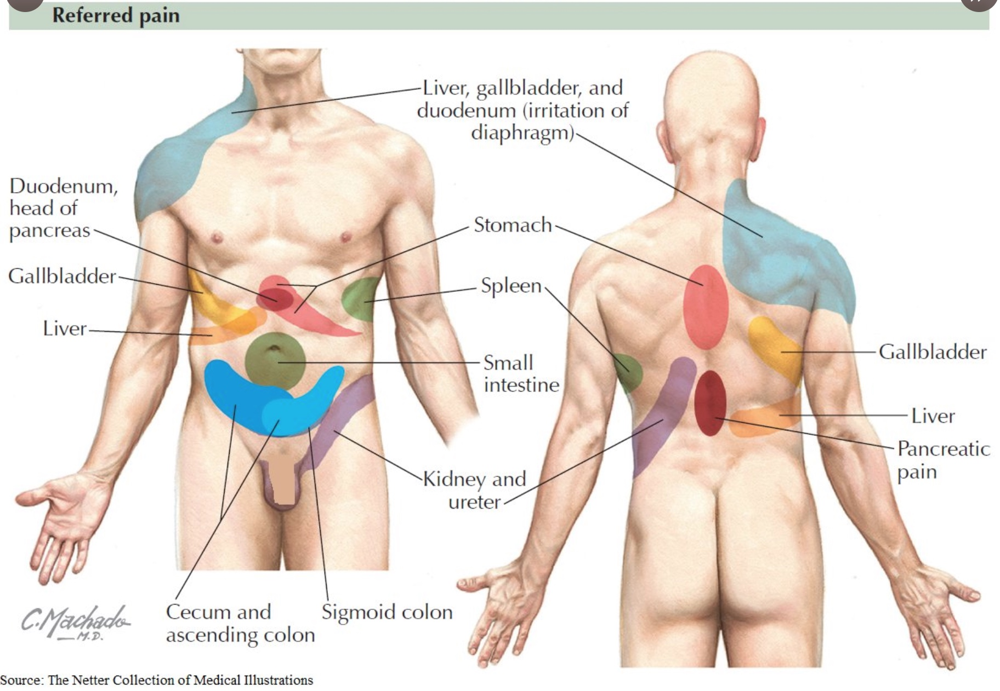 Referred pain
Liver, gallbladder, and
duodenum (irritation of
diaphragm)
Duodenum,
head of
pancreas
Stomach
Gallbladder
Spleen
Liver
Gallbladder
Small
intestine
Liver
Pancreatic
pain
Kidney and
ureter
Cecum and
ascending colon
Sigmoid colon
C.Machado
M.D.
Source: The Netter Collection of Medical Illustrations